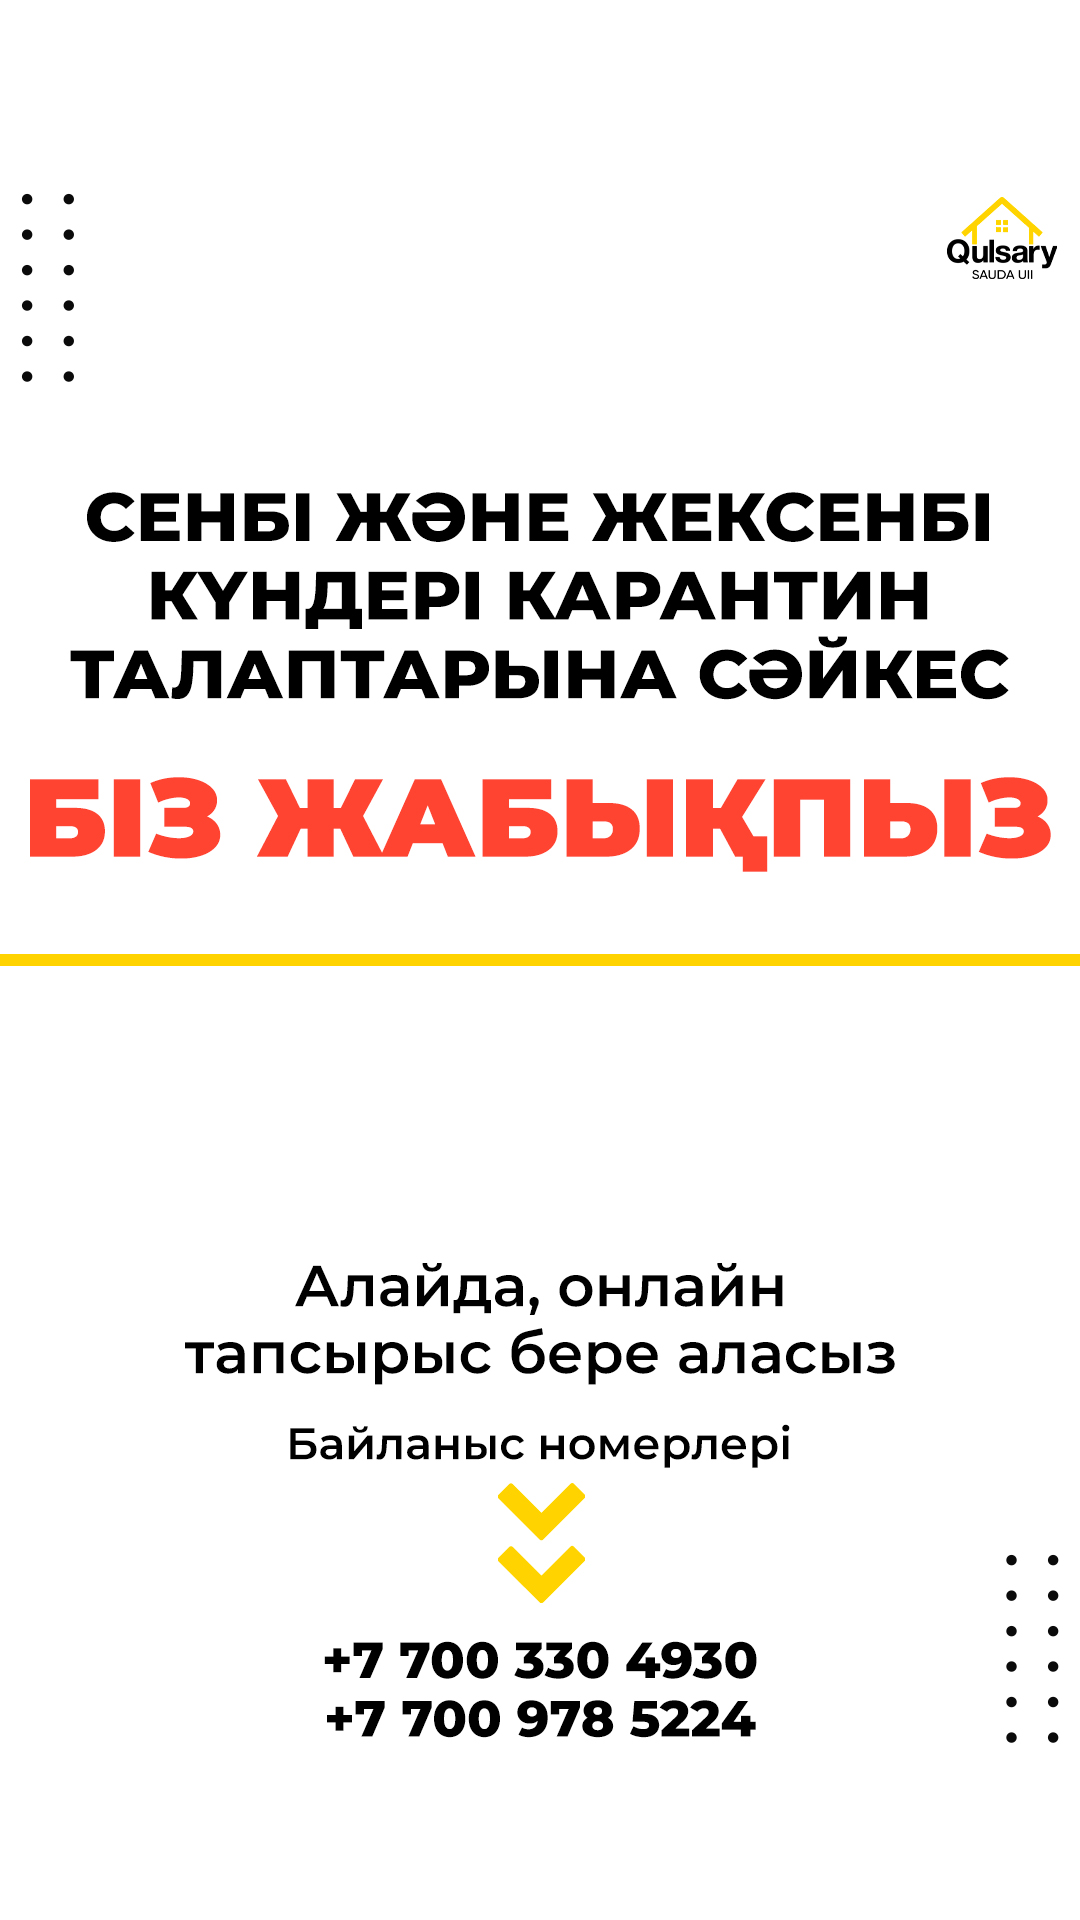 Qulsary
SAUDA UII
СЕНБІ ЖӘНЕ ЖЕКСЕНБІ
КҮНДЕРІ КАРАНТИН
ТАЛАПТАРЫНА СӘЙКЕС
БІЗ ЖАБЫҚПЫЗ
Алайда, онлайн
тапсырыс бере аласыз
Байланыс номерлері
+7 700 330 4930
+7 700 978 5224